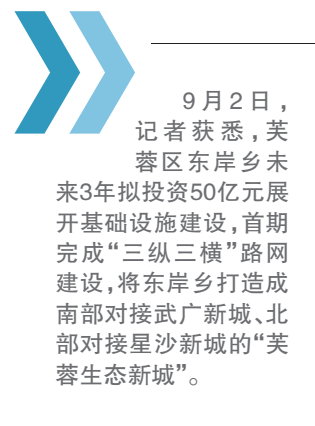 9月2日，
记者获悉，芙
蓉区东岸乡未
来3年拟投资50亿元展
开基础设施建设，首期
完成“三纵三横”路网
建设，将东岸乡打造成
南部对接武广新城、北
部对接星沙新城的“芙
蓉生态新城”。